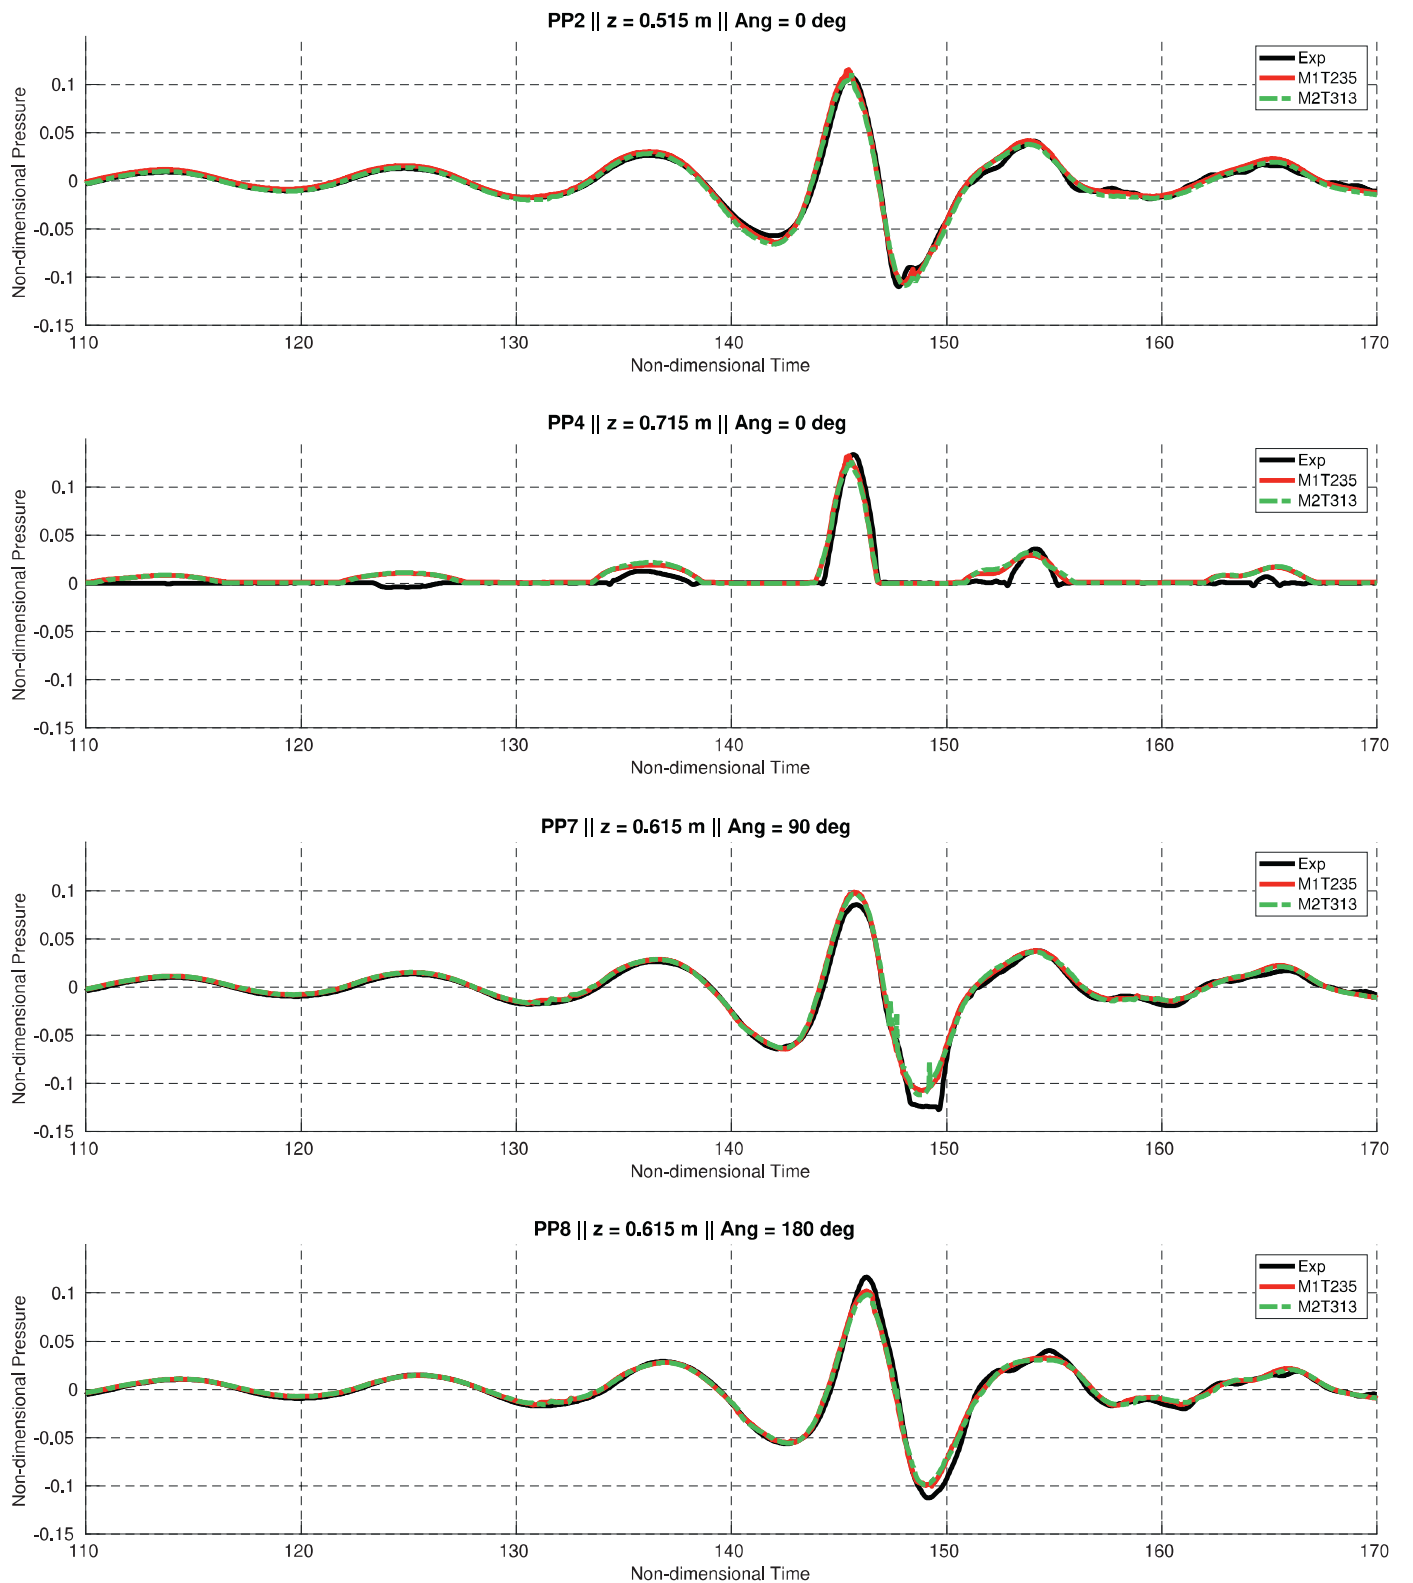 PP2 || z = 0.515 m || Ang = 0 deg
Non-dimensional Pressure
0.1
0.05
0
-0.05
-0.1
-0.15
Exp
M1T235
M2T313
110 120 130 140 150 160 170
Non-dimensional Time
PP4 || z = 0.715 m || Ang = 0 deg
Non-dimensional Pressure
0.1
0.05
0
-0.05
-0.1
-0.15
Exp
M1T235
M2T313
110 120 130 140 150 160 170
Non-dimensional Time
PP7 || z = 0.615 m || Ang = 90 deg
Non-dimensional Pressure
0.1
0.05
0
-0.05
-0.1
-0.15
Exp
M1T235
M2T313
110 120 130 140 150 160 170
Non-dimensional Time
PP8 || z = 0.615 m || Ang = 180 deg
Non-dimensional Pressure
0.1
0.05
0
-0.05
-0.1
-0.15
Exp
M1T235
M2T313
110 120 130 140 150 160 170
Non-dimensional Time